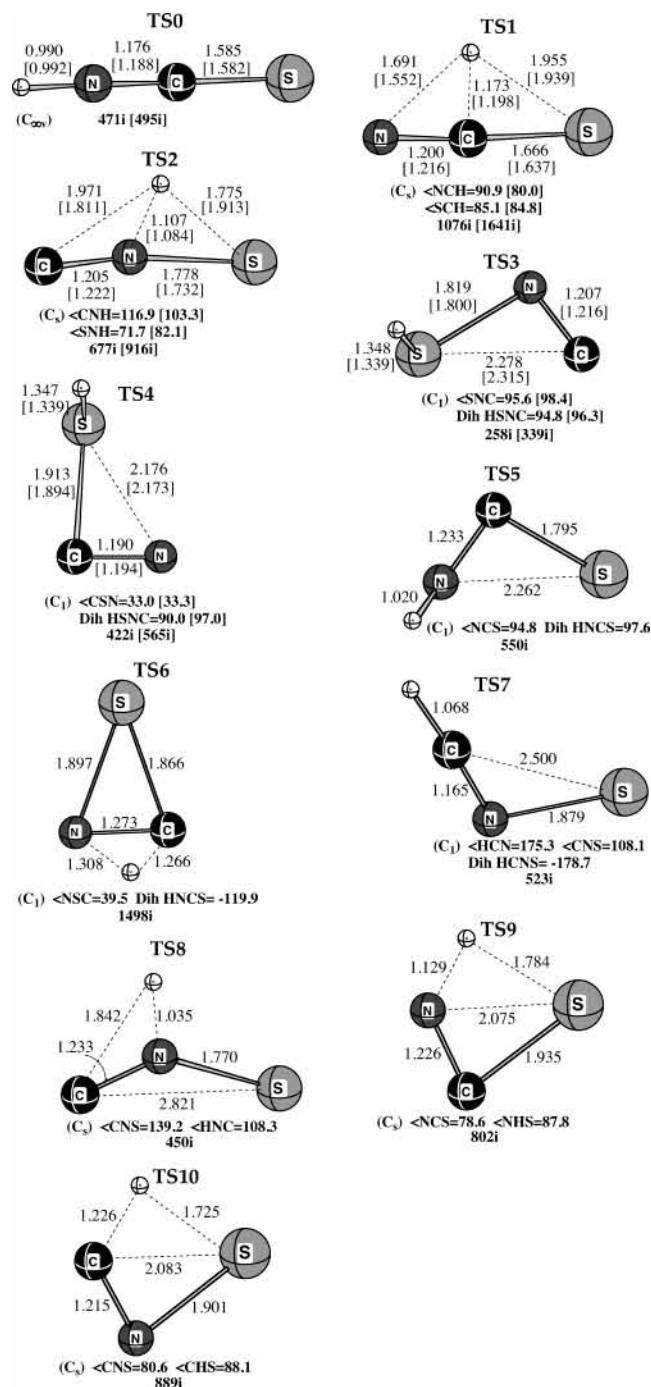 TS0
0.990
[0.992]
1.176
[1.188]
1.585
[1.582]
N
C
S
(C∞v) 471i [495i]
TS1
1.691
[1.552]
1.955
[1.939]
1.173
[1.198]
N
C
S
1.200
[1.216]
1.666
[1.637]
(Cs) <NCH=90.9 [80.0]
<SCH=85.1 [84.8]
1076i [1641i]
TS2
1.971
[1.811]
1.775
[1.913]
1.107
[1.084]
C
N
S
1.205
[1.222]
1.778
[1.732]
(Cs) <CNH=116.9 [103.3]
<SNH=71.7 [82.1]
677i [916i]
TS3
1.819
[1.800]
N
1.207
[1.216]
1.348
[1.339]
S
C
2.278
[2.315]
(C1) <SNC=95.6 [98.4]
Dih HSNC=94.8 [96.3]
258i [339i]
TS4
1.347
[1.339]
S
1.913
[1.894]
2.176
[2.173]
C
1.190
[1.194]
N
(C1) <CSN=33.0 [33.3]
Dih HSNC=90.0 [97.0]
422i [565i]
TS5
C
1.233
1.795
N
S
1.020
2.262
(C1) <NCS=94.8 Dih HNCS=97.6
550i
TS6
S
1.897
1.866
1.273
N
C
1.308
1.266
(C1) <NSC=39.5 Dih HNCS= -119.9
1498i
TS7
1.068
C
2.500
1.165
S
N
1.879
(C1) <HCN=175.3 <CNS=108.1
Dih HCNS= -178.7
523i
TS8
1.842
1.035
1.233
N
1.770
C
S
2.821
(Cs) <CNS=139.2 <HNC=108.3
450i
TS9
1.129
1.784
N
S
2.075
1.226
1.935
C
(Cs) <NCS=78.6 <NHS=87.8
802i
TS10
1.226
1.725
C
S
2.083
1.215
1.901
N
(Cs) <CNS=80.6 <CHS=88.1
889i